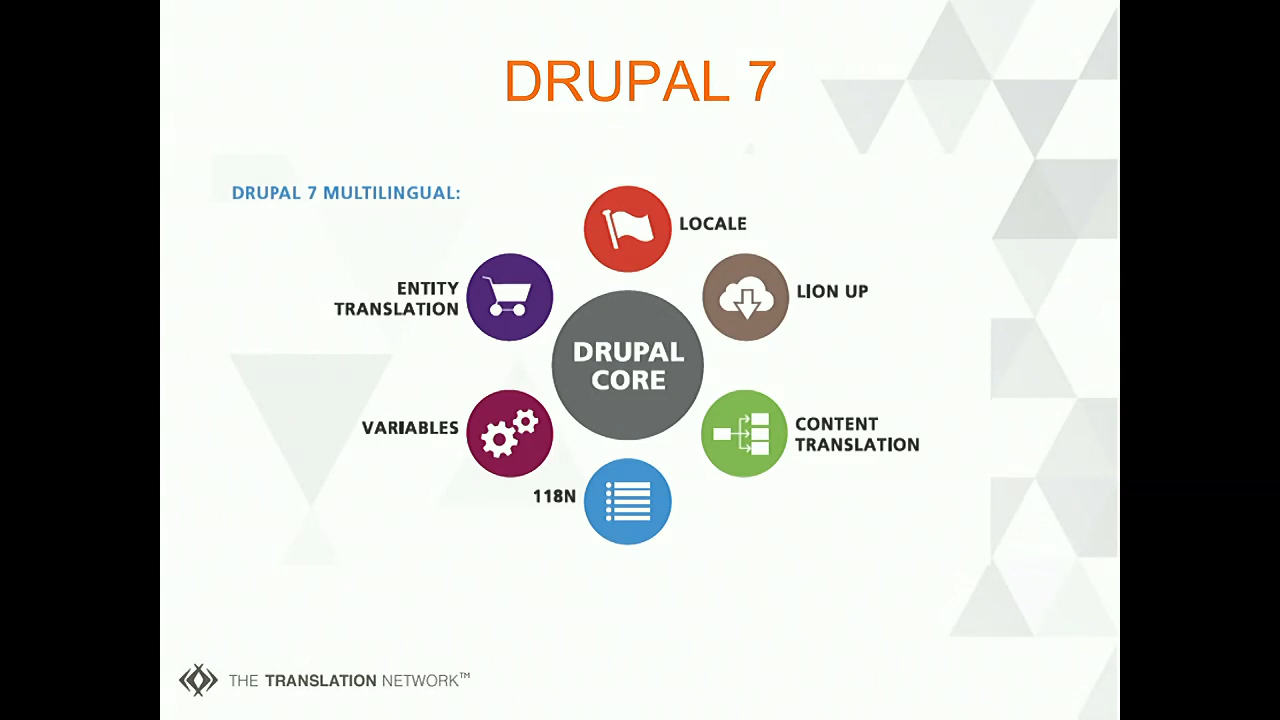 DRUPAL 7
DRUPAL 7 MULTILINGUAL:
LOCALE
ENTITY
TRANSLATION
LION UP
DRUPAL
CORE
VARIABLES
CONTENT
TRANSLATION
118N
THE TRANSLATION NETWORK™